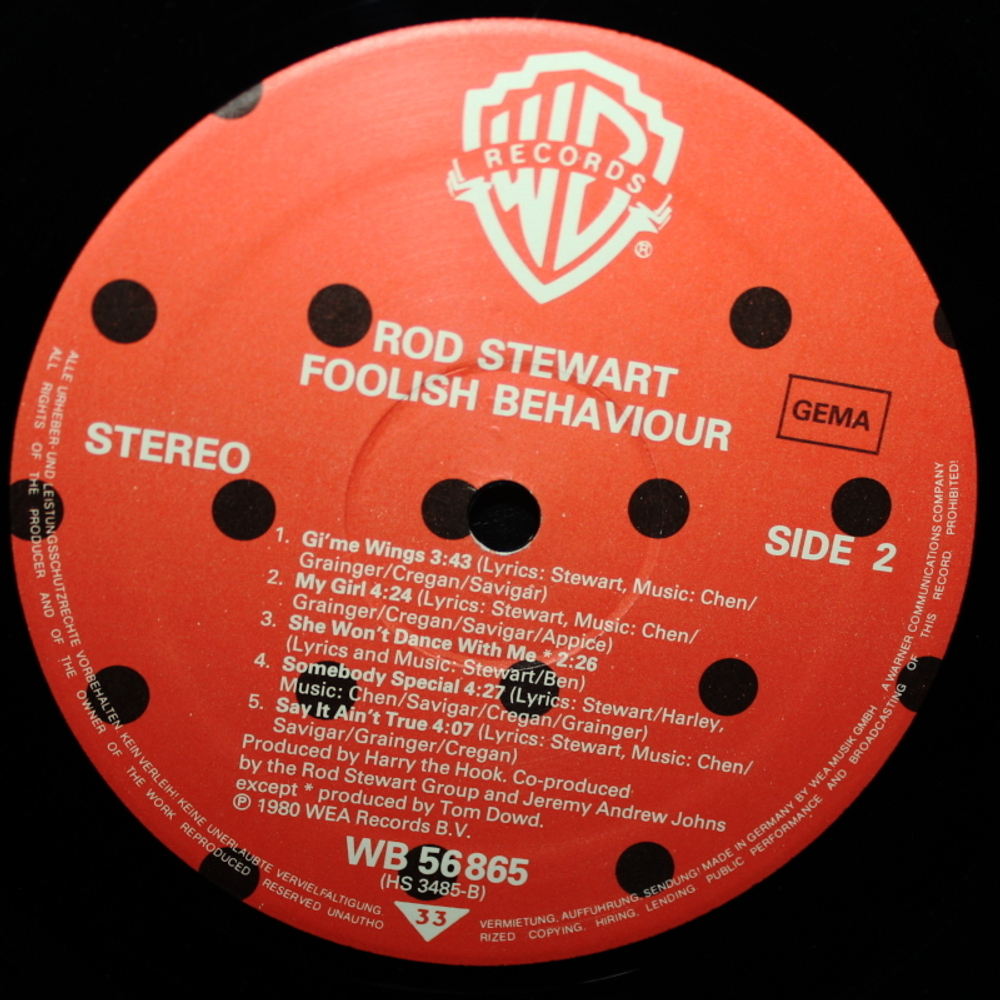 RECORDS
®
ROD STEWART
FOOLISH BEHAVIOUR
GEMA
STEREO
SIDE 2
1. Gi'me Wings 3:43 (Lyrics: Stewart, Music: Chen/
Grainger/Cregan/Savigar)
2. My Girl 4:24 (Lyrics: Stewart, Music: Chen/
Grainger/Cregan/Savigar/Appice)
3. She Won't Dance With Me * 2:26
(Lyrics and Music: Stewart/Ben)
4. Somebody Special 4:27 (Lyrics: Stewart/Harley,
Music: Chen/Savigar/Cregan/Grainger)
5. Say It Ain't True 4:07 (Lyrics: Stewart, Music: Chen/
Savigar/Grainger/Cregan)
Produced by Harry the Hook. Co-produced
by the Rod Stewart Group and Jeremy Andrew Johns
except * produced by Tom Dowd.
℗ 1980 WEA Records B.V.
WB 56 865
(HS 3485-B)
33
ALLE URHEBER- UND LEISTUNGSSCHUTZRECHTE VORBEHALTEN. KEIN VERLEIH! KEINE UNERLAUBTE VERVIELFÄLTIGUNG,
VERMIETUNG, AUFFÜHRUNG, SENDUNG! MADE IN GERMANY BY WEA MUSIK GMBH · A WARNER COMMUNICATIONS COMPANY
ALL RIGHTS OF THE PRODUCER AND OF THE OWNER OF THE WORK REPRODUCED RESERVED UNAUTHO
RIZED COPYING, HIRING, LENDING PUBLIC PERFORMANCE AND BROADCASTING OF THIS RECORD PROHIBITED!